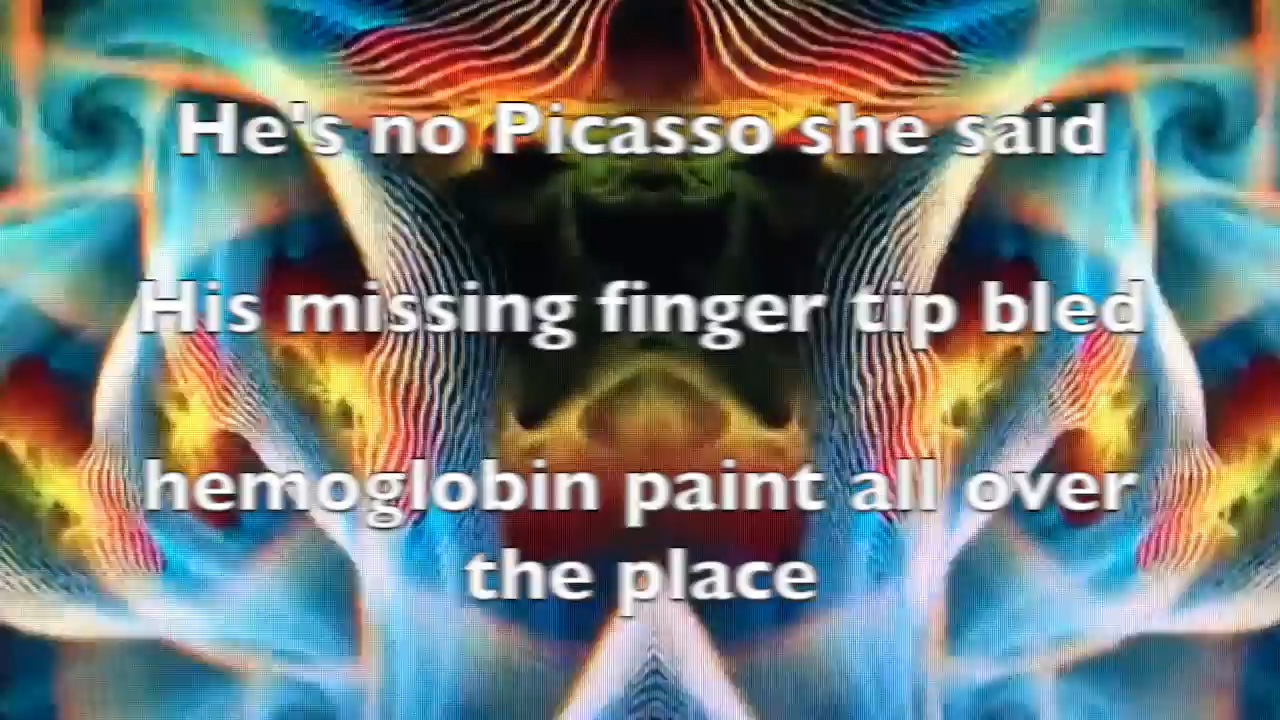 He's no Picasso she said
His missing finger tip bled
hemoglobin paint all over
the place